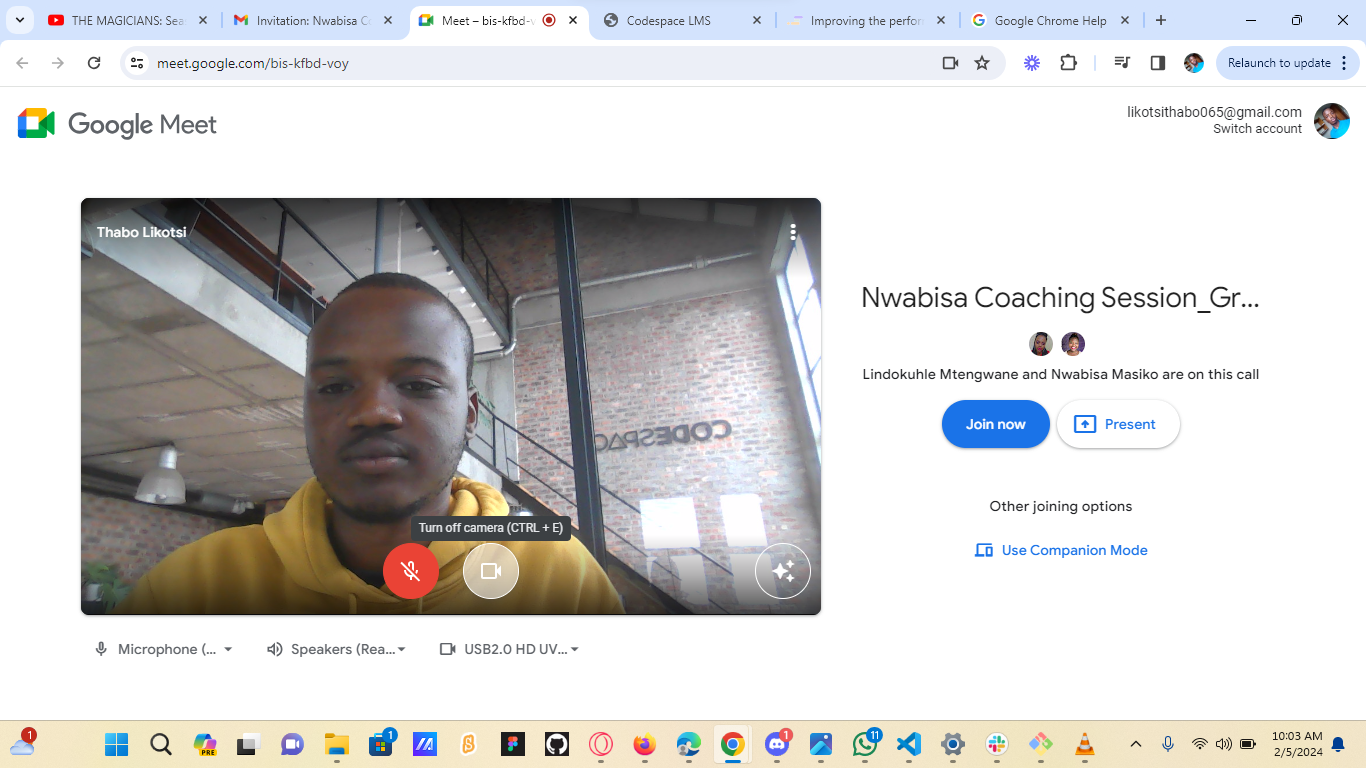 THE MAGICIANS: Sea
Invitation: Nwabisa C
Meet – bis-kfbd-v
Codespace LMS
Improving the perfor
Google Chrome Help
meet.google.com/bis-kfbd-voy
Relaunch to update
Google Meet
likotsithabo065@gmail.com
Switch account
Thabo Likotsi
CODESPAC
Turn off camera (CTRL + E)
Nwabisa Coaching Session_Gr...
Lindokuhle Mtengwane and Nwabisa Masiko are on this call
Join now
Present
Other joining options
Use Companion Mode
Microphone (...
Speakers (Rea...
USB2.0 HD UV...
1
PRE
1
1
11
10:03 AM
2/5/2024